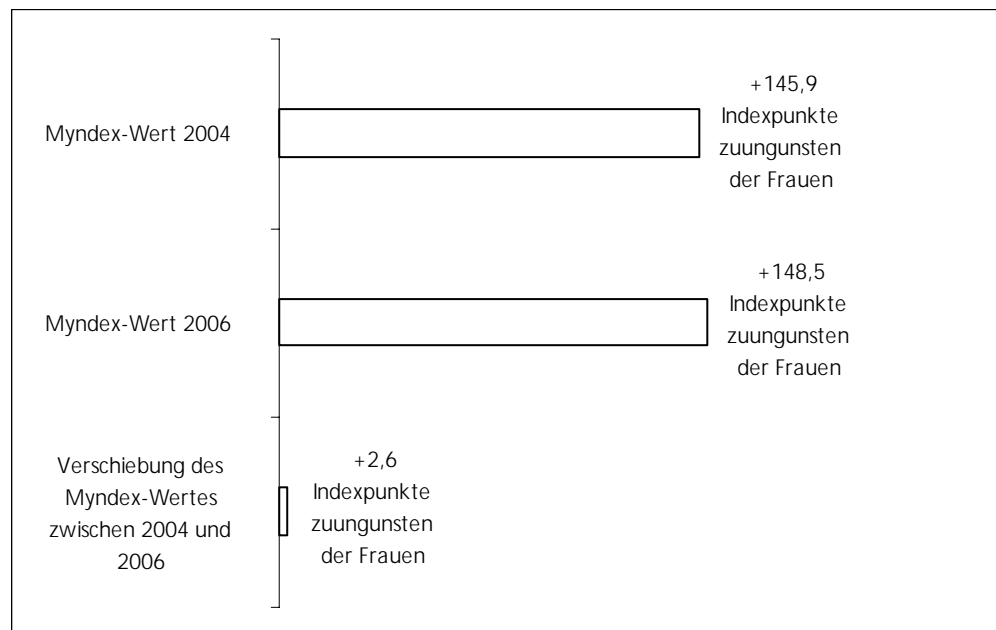 Myndex-Wert 2004
+145,9
Indexpunkte
zuungunsten
der Frauen
Myndex-Wert 2006
+148,5
Indexpunkte
zuungunsten
der Frauen
Verschiebung des
Myndex-Wertes
zwischen 2004 und
2006
+2,6
Indexpunkte
zuungunsten
der Frauen